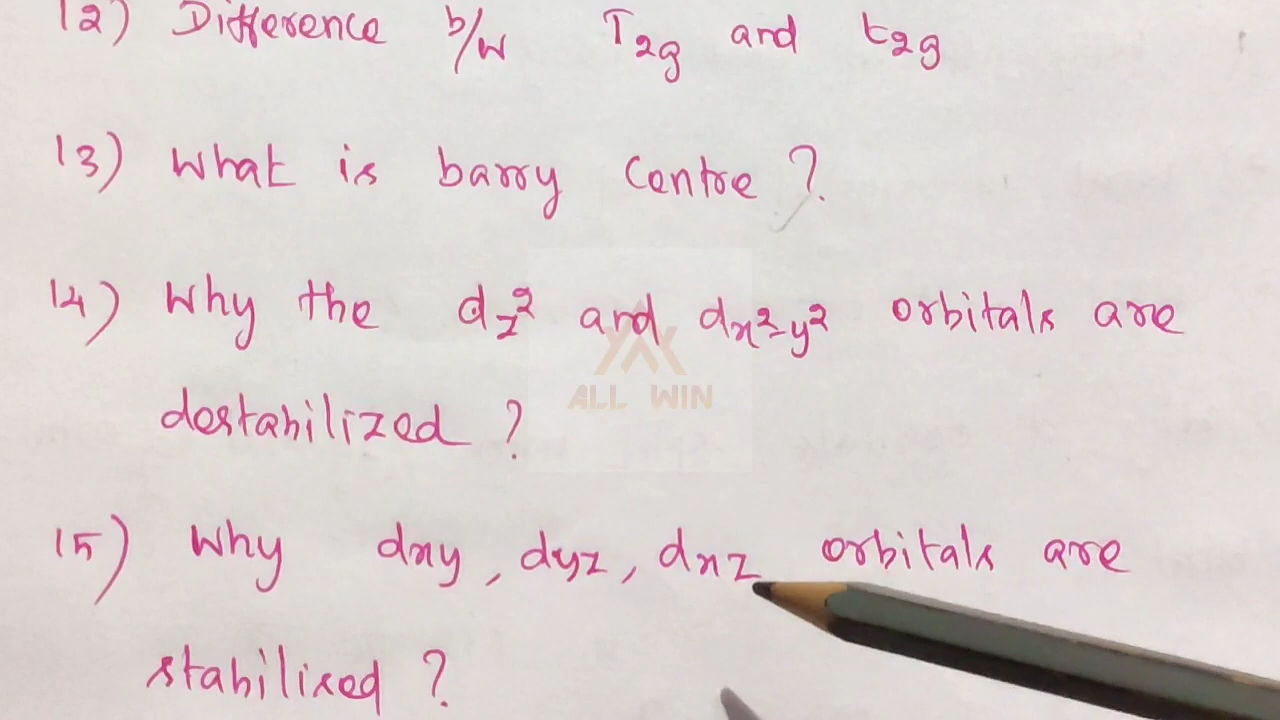 12) Difference b/w T2g and t2g
13) What is barry Centre ?
14) Why the dz² and dx²-y² orbitals are
ALL WIN
destabilized ?
15) Why dxy, dyz, dxz orbitals are
stabilised ?